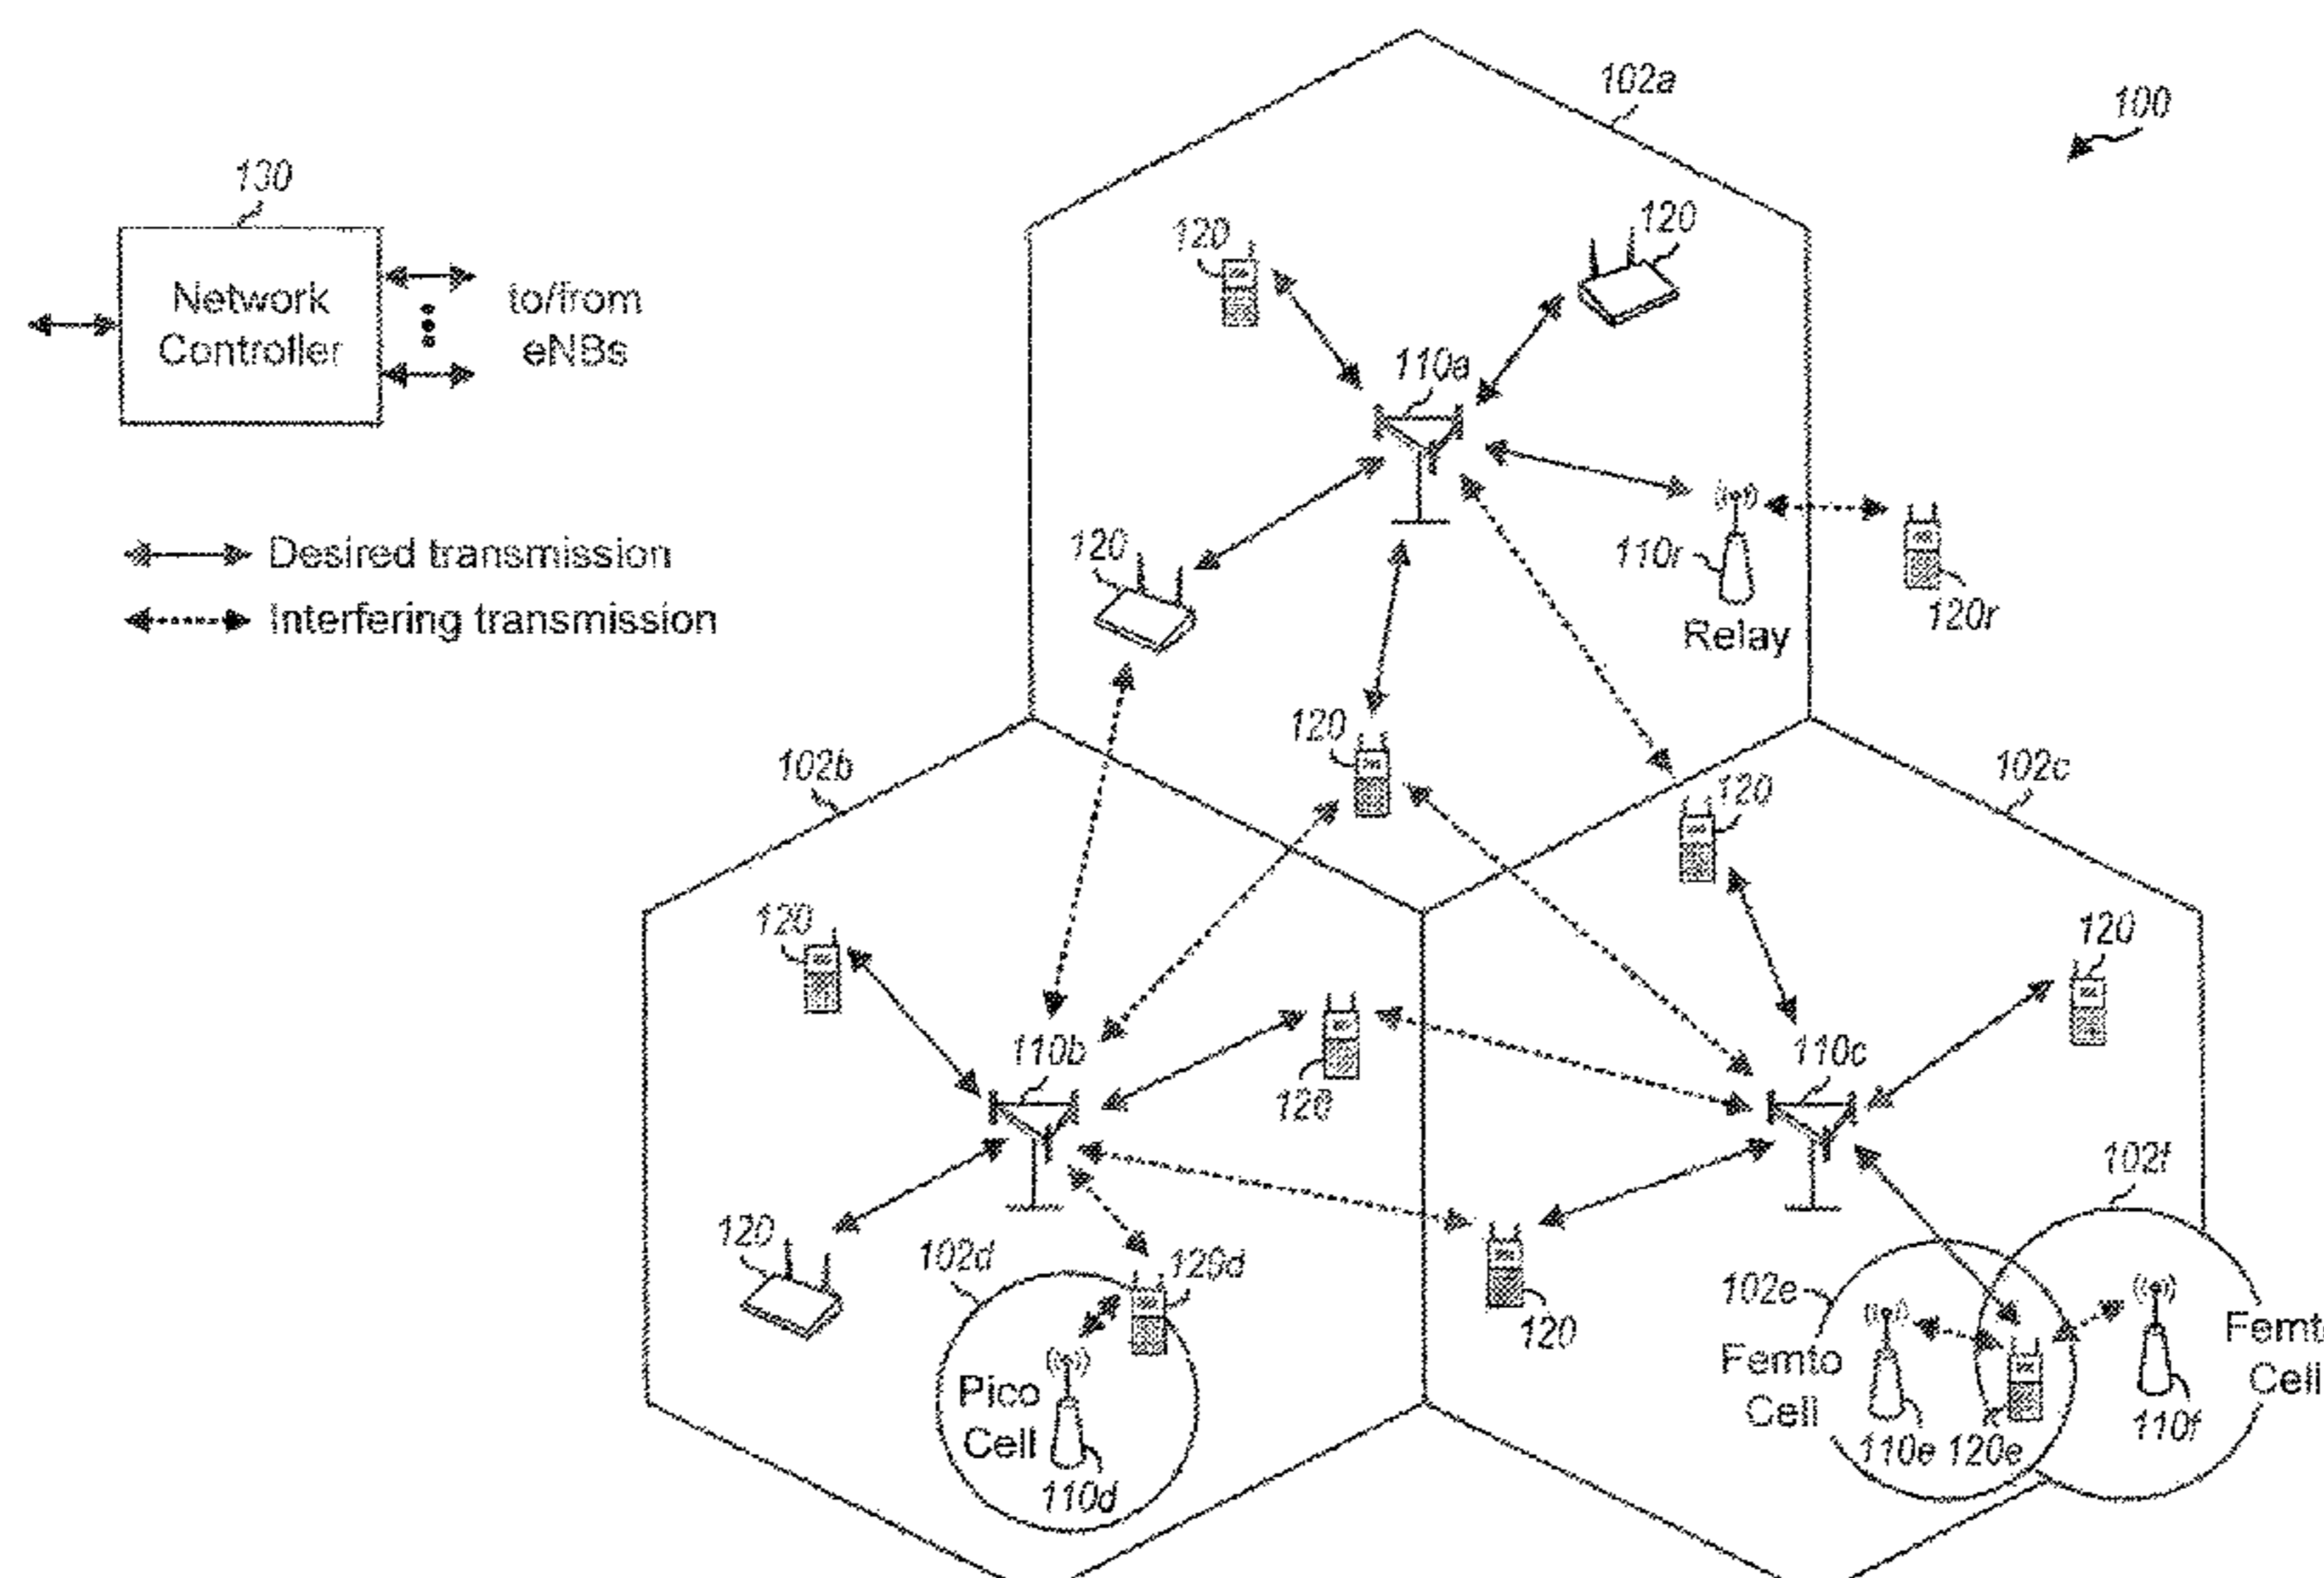 102a
100
130
120
120
Network
Controller
to/from
eNBs
110a
Desired transmission
Interfering transmission
120
110r
120r
Relay
120
102b
120
102c
120
120
110b
120
110c
102f
120
102d
120d
102e
Femto
Cell
120
Femt
Cell
Pico
Cell
110d
110e
120e
110f